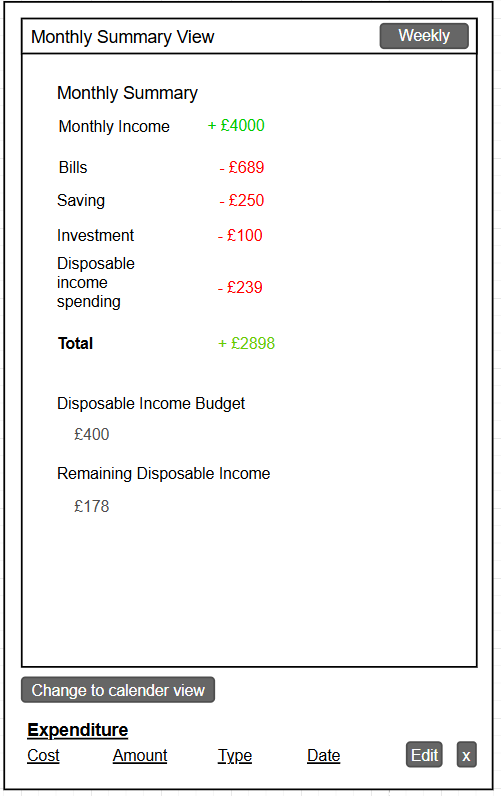 Monthly Summary View
Weekly
Monthly Summary
Monthly Income
+ £4000
Bills
- £689
Saving
- £250
Investment
- £100
Disposable
income
spending
- £239
Total
+ £2898
Disposable Income Budget
£400
Remaining Disposable Income
£178
Change to calender view
Expenditure
Cost
Amount
Type
Date
Edit
x